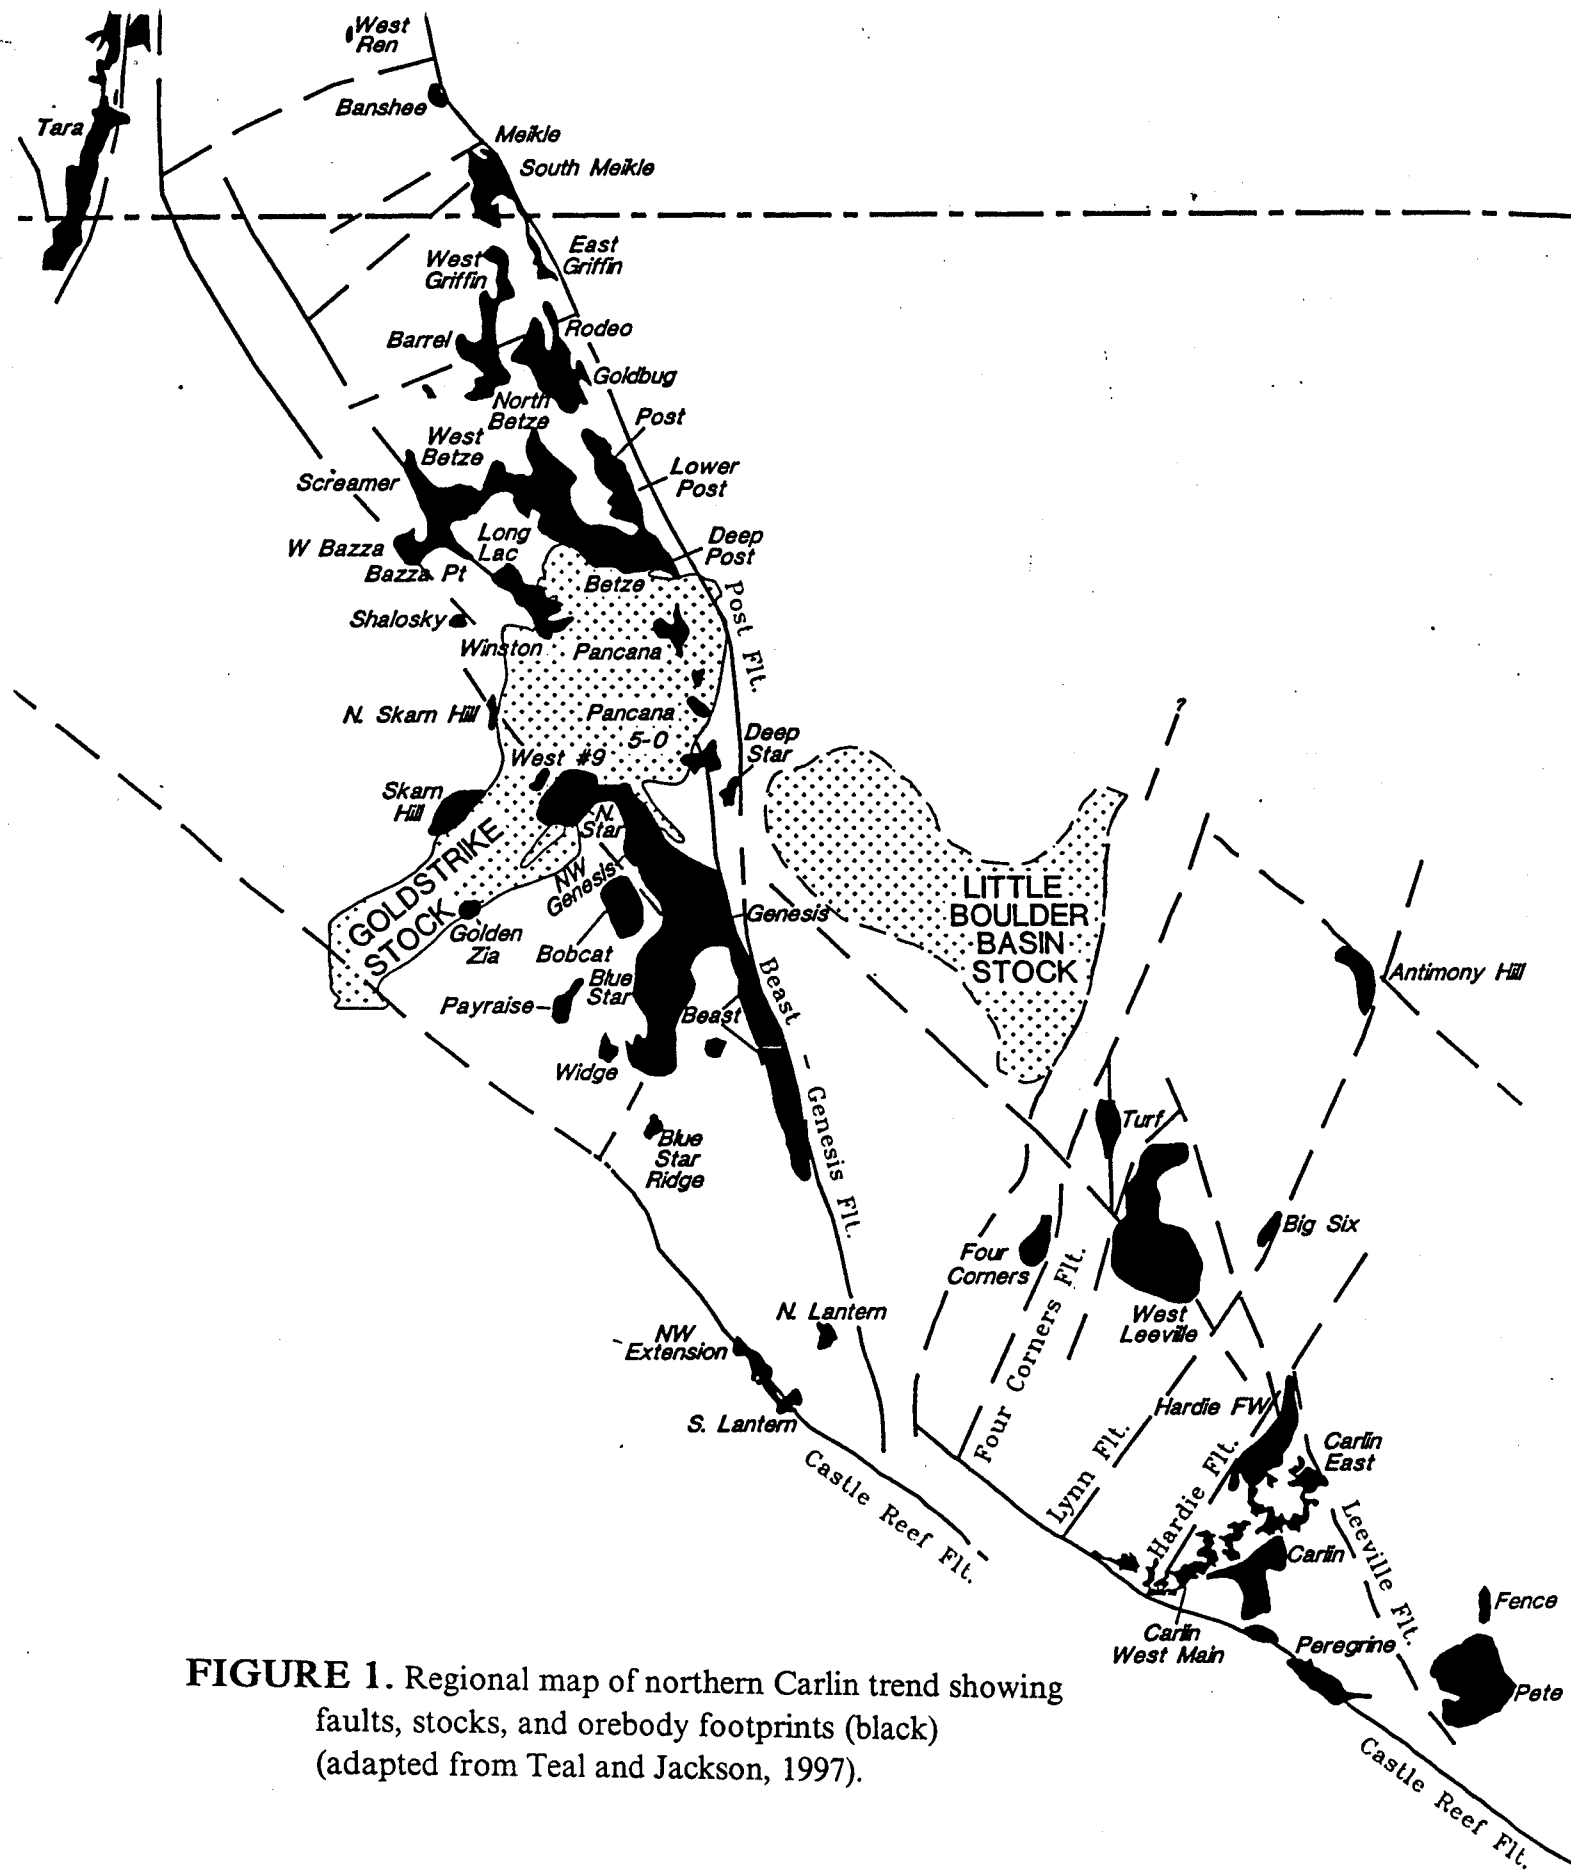 West
Ren
Banshee
Tara
Meikle
South Meikle
East
Griffin
West
Griffin
Rodeo
Barrel
Goldbug
North
Betze
Post
West
Betze
Lower
Post
Screamer
Long
Lac
Deep
Post
W Bazza
Bazza Pt
Betze
Post Flt.
Shalosky
Winston
Pancana
N. Skarn Hill
Pancana
5-0
Deep
Star
West #9
Skarn
Hill
N.
Star
NW
Genesis
GOLDSTRIKE
STOCK
LITTLE
BOULDER
BASIN
STOCK
Genesis
Golden
Zia
Bobcat
Antimony Hill
Blue
Star
Payraise
Beast
Beast - Genesis Flt.
Widge
Blue
Star
Ridge
Turf
?
Four
Corners
Big Six
Four Corners Flt.
West
Leeville
N. Lantern
NW
Extension
S. Lantern
Hardie FW
Castle Reef Flt.
Lynn Flt.
Hardie Flt.
Carlin
East
Leeville Flt.
Carlin
Fence
Carlin
West Main
Peregrine
Pete
Castle Reef Flt.
FIGURE 1. Regional map of northern Carlin trend showing
faults, stocks, and orebody footprints (black)
(adapted from Teal and Jackson, 1997).